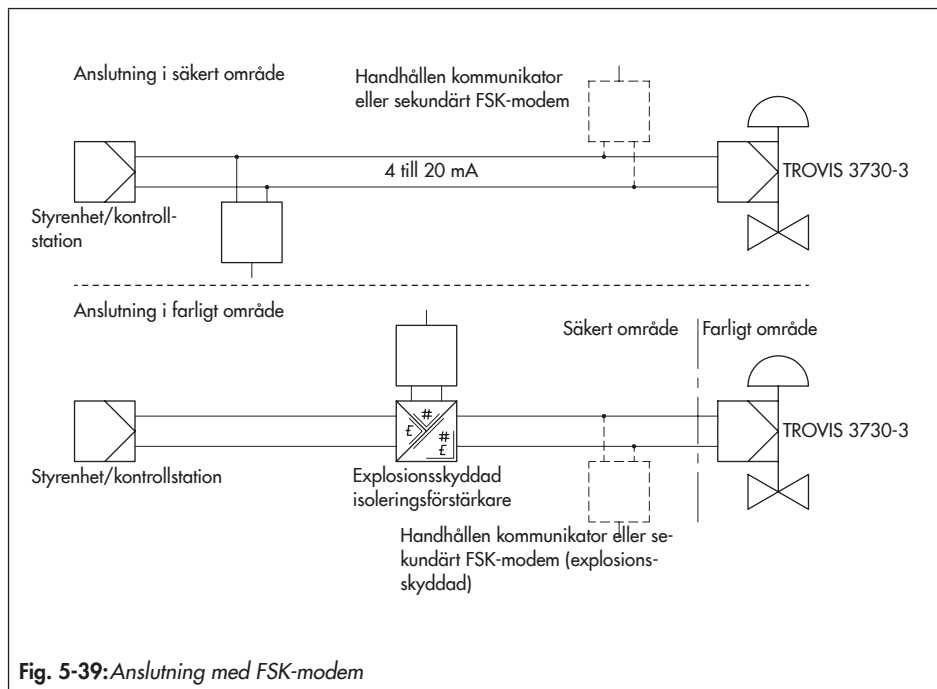 Anslutning i säkert område
Handhållen kommunikator
eller sekundärt FSK-modem
4 till 20 mA
TROVIS 3730-3
Styrenhet/kontroll-
station
Anslutning i farligt område
Säkert område
Farligt område
TROVIS 3730-3
Styrenhet/kontrollstation
Explosionsskyddad
isoleringsförstärkare
Handhållen kommunikator eller se-
kundärt FSK-modem (explosions-
skyddad)
Fig. 5-39: Anslutning med FSK-modem